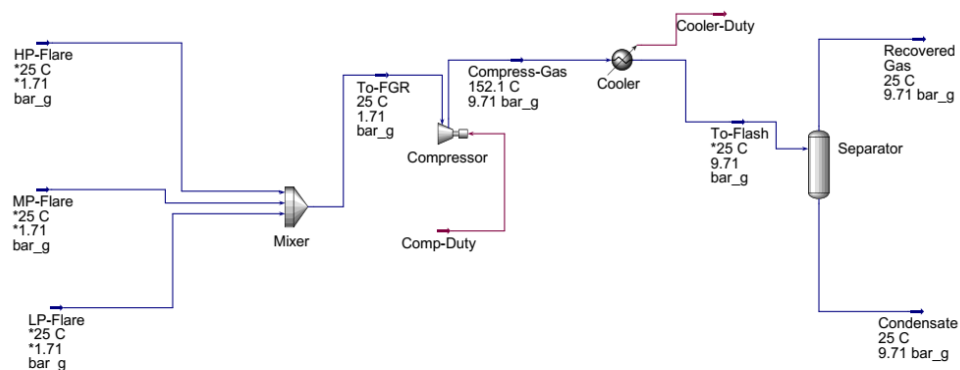 HP-Flare
*25 C
*1.71
bar_g
MP-Flare
*25 C
*1.71
bar_g
LP-Flare
*25 C
*1.71
bar_g
Mixer
To-FGR
25 C
1.71
bar_g
Compressor
Comp-Duty
Compress-Gas
152.1 C
9.71 bar_g
Cooler
Cooler-Duty
To-Flash
*25 C
9.71
bar_g
Separator
Recovered
Gas
25 C
9.71 bar_g
Condensate
25 C
9.71 bar_g